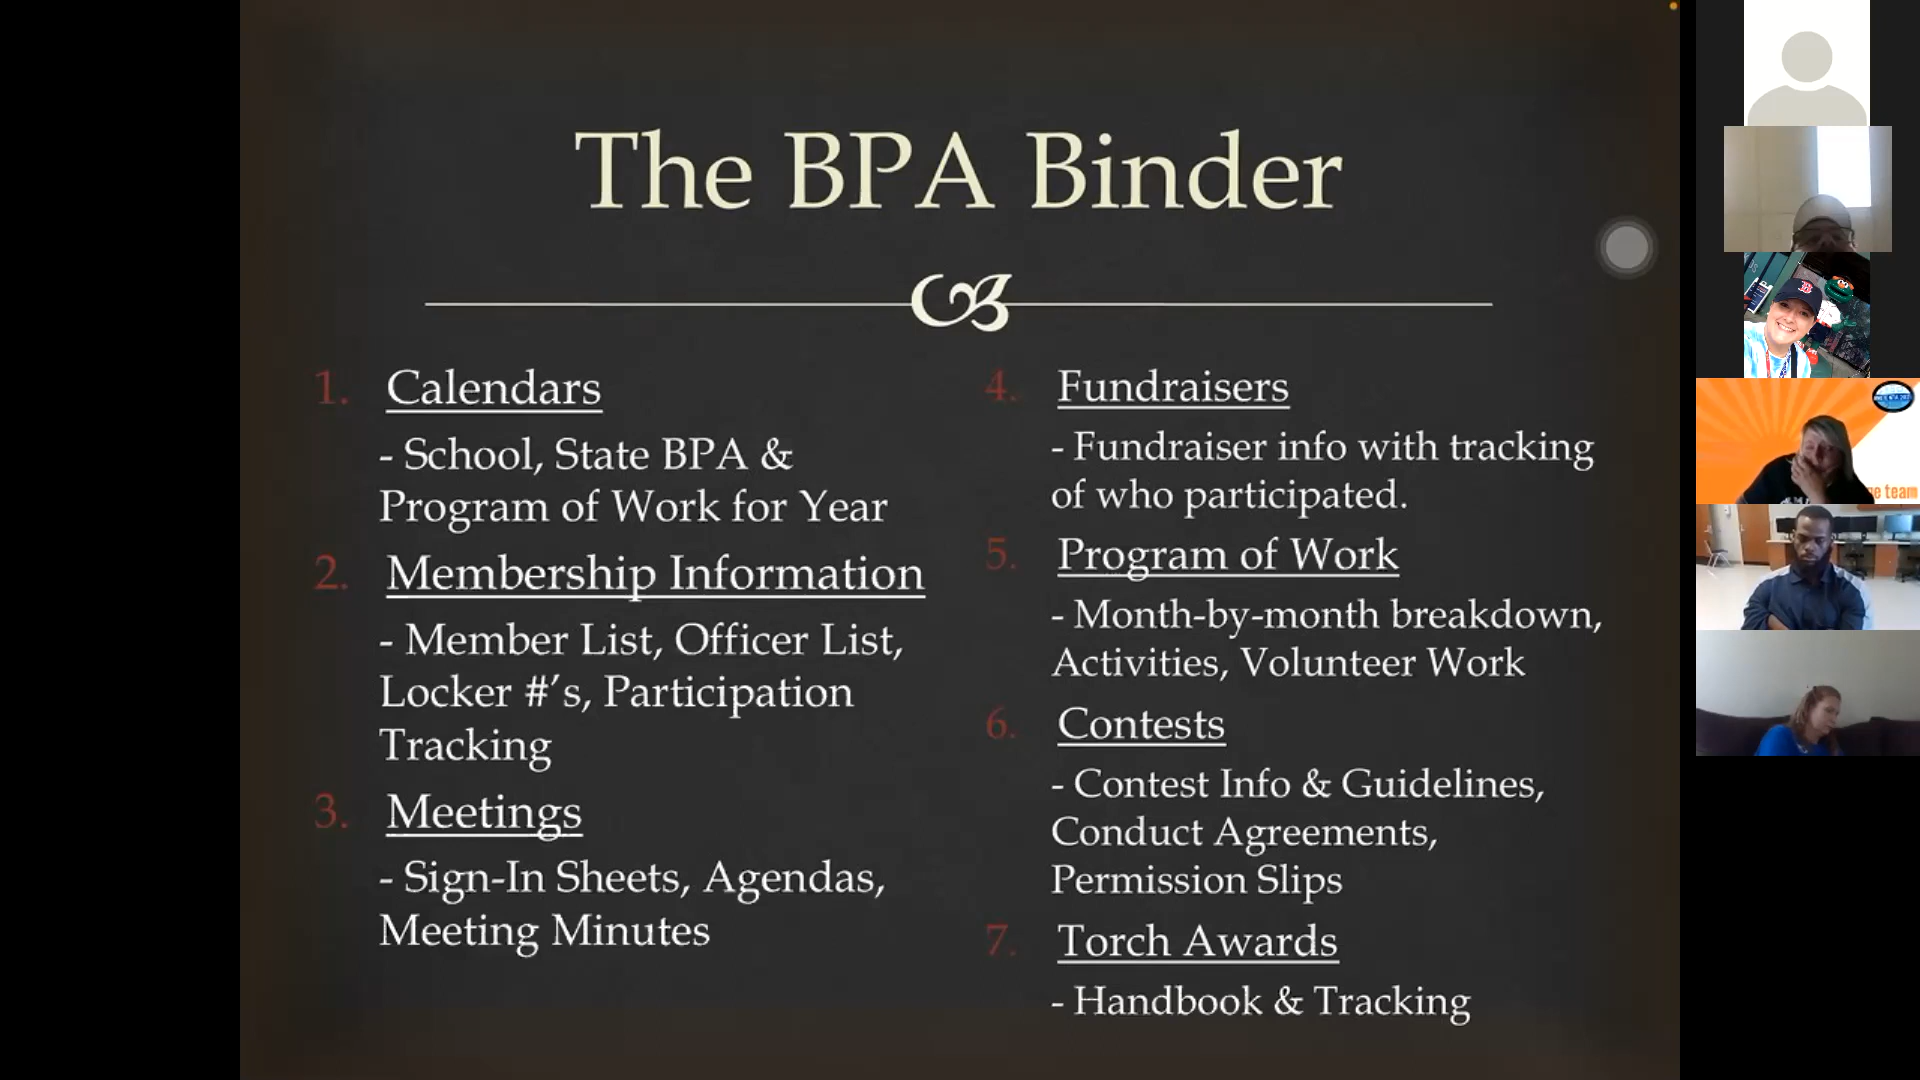 The BPA Binder
1. Calendars
- School, State BPA &
Program of Work for Year
2. Membership Information
- Member List, Officer List,
Locker #'s, Participation
Tracking
3. Meetings
- Sign-In Sheets, Agendas,
Meeting Minutes
4. Fundraisers
- Fundraiser info with tracking
of who participated.
5. Program of Work
- Month-by-month breakdown,
Activities, Volunteer Work
6. Contests
- Contest Info & Guidelines,
Conduct Agreements,
Permission Slips
7. Torch Awards
- Handbook & Tracking
B
team